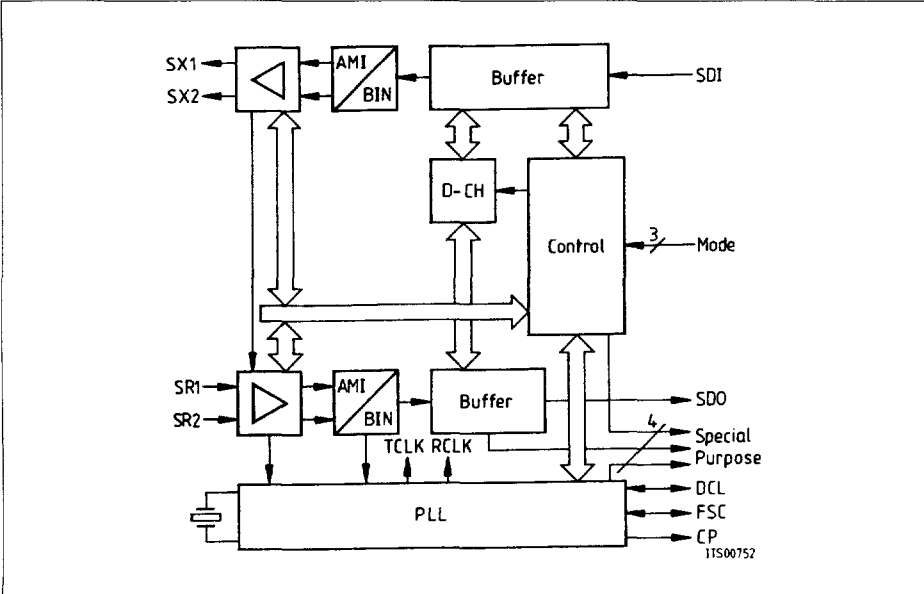 SX1
SX2
AMI
BIN
Buffer
SDI
D-CH
Control
3
Mode
SR1
SR2
AMI
BIN
Buffer
SDO
4
Special
Purpose
TCLK RCLK
PLL
DCL
FSC
CP
ITS00752